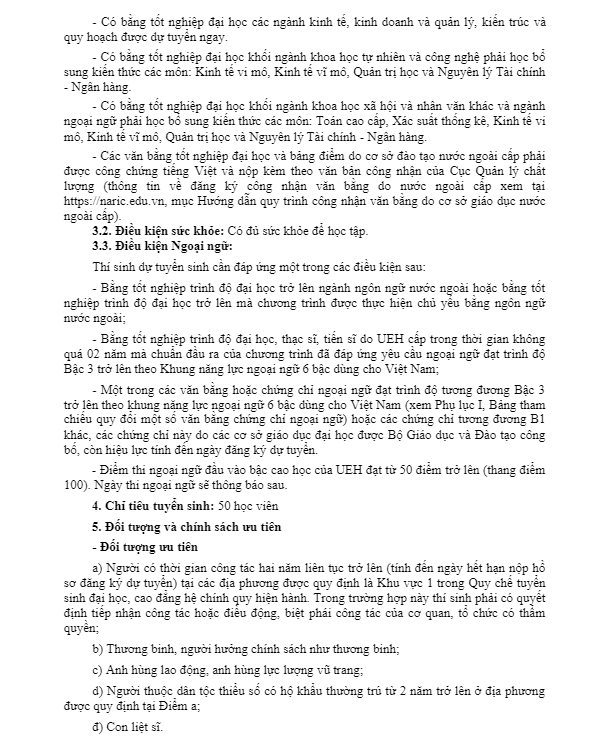 - Có bằng tốt nghiệp đại học các ngành kinh tế, kinh doanh và quản lý, kiến trúc và
quy hoạch được dự tuyển ngay.
- Có bằng tốt nghiệp đại học khối ngành khoa học tự nhiên và công nghệ phải học bổ
sung kiến thức các môn: Kinh tế vi mô, Kinh tế vĩ mô, Quản trị học và Nguyên lý Tài chính
- Ngân hàng.
- Có bằng tốt nghiệp đại học khối ngành khoa học xã hội và nhân văn khác và ngành
ngoại ngữ phải học bổ sung kiến thức các môn: Toán cao cấp, Xác suất thống kê, Kinh tế vi
mô, Kinh tế vĩ mô, Quản trị học và Nguyên lý Tài chính - Ngân hàng.
- Các văn bằng tốt nghiệp đại học và bảng điểm do cơ sở đào tạo nước ngoài cấp phải
được công chứng tiếng Việt và nộp kèm theo văn bản công nhận của Cục Quản lý chất
lượng (thông tin về đăng ký công nhận văn bằng do nước ngoài cấp xem tại
https://naric.edu.vn, mục Hướng dẫn quy trình công nhận văn bằng do cơ sở giáo dục nước
ngoài cấp).
3.2. Điều kiện sức khỏe: Có đủ sức khỏe để học tập.
3.3. Điều kiện Ngoại ngữ:
Thí sinh dự tuyển sinh cần đáp ứng một trong các điều kiện sau:
- Bằng tốt nghiệp trình độ đại học trở lên ngành ngôn ngữ nước ngoài hoặc bằng tốt
nghiệp trình độ đại học trở lên mà chương trình được thực hiện chủ yếu bằng ngôn ngữ
nước ngoài;
- Bằng tốt nghiệp trình độ đại học, thạc sĩ, tiến sĩ do UEH cấp trong thời gian không
quá 02 năm mà chuẩn đầu ra của chương trình đã đáp ứng yêu cầu ngoại ngữ đạt trình độ
Bậc 3 trở lên theo Khung năng lực ngoại ngữ 6 bậc dùng cho Việt Nam;
- Một trong các văn bằng hoặc chứng chỉ ngoại ngữ đạt trình độ tương đương Bậc 3
trở lên theo khung năng lực ngoại ngữ 6 bậc dùng cho Việt Nam (xem Phụ lục I, Bảng tham
chiếu quy đổi một số văn bằng chứng chỉ ngoại ngữ) hoặc các chứng chỉ tương đương B1
khác, các chứng chỉ này do các cơ sở giáo dục đại học được Bộ Giáo dục và Đào tạo công
bố, còn hiệu lực tính đến ngày đăng ký dự tuyển.
- Điểm thi ngoại ngữ đầu vào bậc cao học của UEH đạt từ 50 điểm trở lên (thang điểm
100). Ngày thi ngoại ngữ sẽ thông báo sau.
4. Chỉ tiêu tuyển sinh: 50 học viên
5. Đối tượng và chính sách ưu tiên
- Đối tượng ưu tiên
a) Người có thời gian công tác hai năm liên tục trở lên (tính đến ngày hết hạn nộp hồ
sơ đăng ký dự tuyển) tại các địa phương được quy định là Khu vực 1 trong Quy chế tuyển
sinh đại học, cao đẳng hệ chính quy hiện hành. Trong trường hợp này thí sinh phải có quyết
định tiếp nhận công tác hoặc điều động, biệt phái công tác của cơ quan, tổ chức có thẩm
quyền;
b) Thương binh, người hưởng chính sách như thương binh;
c) Anh hùng lao động, anh hùng lực lượng vũ trang;
d) Người thuộc dân tộc thiểu số có hộ khẩu thường trú từ 2 năm trở lên ở địa phương
được quy định tại Điểm a;
đ) Con liệt sĩ.